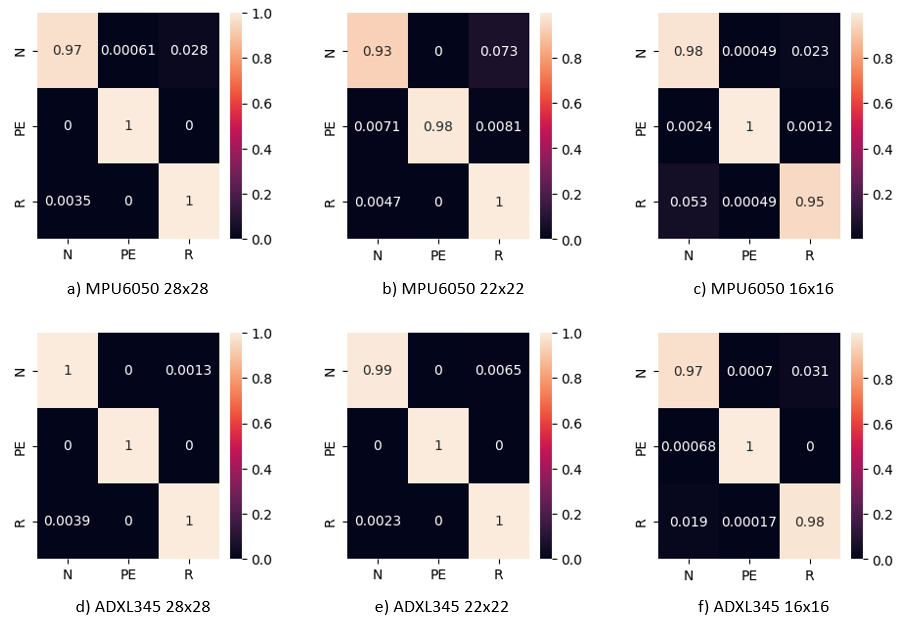 1.0
N 0.97 0.00061 0.028
0.8
0.6
PE 0 1 0
0.4
R 0.0035 0 1
0.2
0.0
N PE R
a) MPU6050 28x28
N 0.93 0 0.073
0.8
0.6
PE 0.0071 0.98 0.0081
0.4
R 0.0047 0 1
0.2
0.0
N PE R
b) MPU6050 22x22
N 0.98 0.00049 0.023
0.8
0.6
PE 0.0024 1 0.0012
0.4
R 0.053 0.00049 0.95
0.2
N PE R
c) MPU6050 16x16
1.0
N 1 0 0.0013
0.8
0.6
PE 0 1 0
0.4
R 0.0039 0 1
0.2
0.0
N PE R
d) ADXL345 28x28
1.0
N 0.99 0 0.0065
0.8
0.6
PE 0 1 0
0.4
R 0.0023 0 1
0.2
0.0
N PE R
e) ADXL345 22x22
N 0.97 0.0007 0.031
0.8
0.6
PE 0.00068 1 0
0.4
R 0.019 0.00017 0.98
0.2
0.0
N PE R
f) ADXL345 16x16